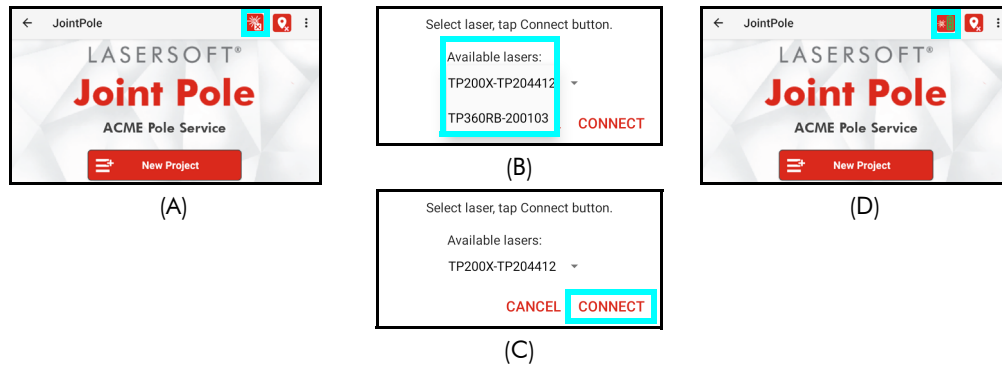 JointPole
LASERSOFT®
Joint Pole
ACME Pole Service
New Project
(A)
Select laser, tap Connect button.
Available lasers:
TP200X-TP204412
TP360RB-200103
CONNECT
(B)
Select laser, tap Connect button.
Available lasers:
TP200X-TP204412
CANCEL CONNECT
(C)
JointPole
LASERSOFT®
Joint Pole
ACME Pole Service
New Project
(D)